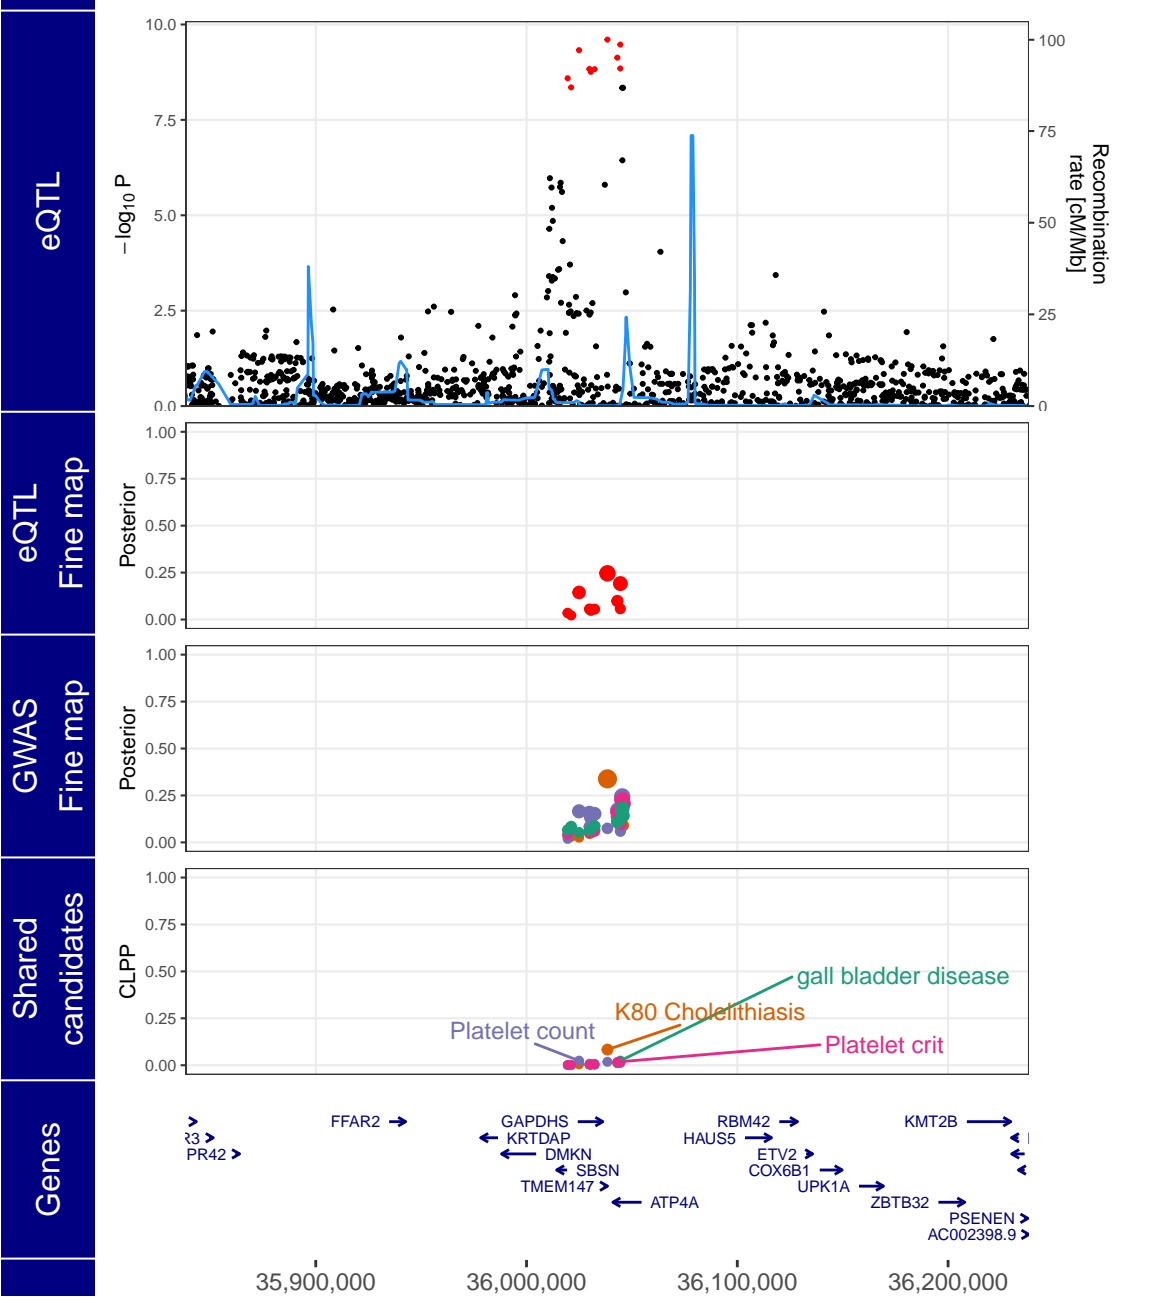 eQTL
10.0
7.5
5.0
2.5
0.0
−log10 P
100
75
50
25
0
Recombination
rate [cM/Mb]
eQTL
Fine map
1.00
0.75
0.50
0.25
0.00
Posterior
GWAS
Fine map
1.00
0.75
0.50
0.25
0.00
Posterior
Shared
candidates
1.00
0.75
0.50
0.25
0.00
CLPP
gall bladder disease
K80 Cholelithiasis
Platelet count
Platelet crit
Genes
FFAR2
GAPDHS
RBM42
KMT2B
R3
KRTDAP
HAUS5
PR42
DMKN
ETV2
SBSN
COX6B1
TMEM147
UPK1A
ATP4A
ZBTB32
PSENEN
AC002398.9
35,900,000
36,000,000
36,100,000
36,200,000